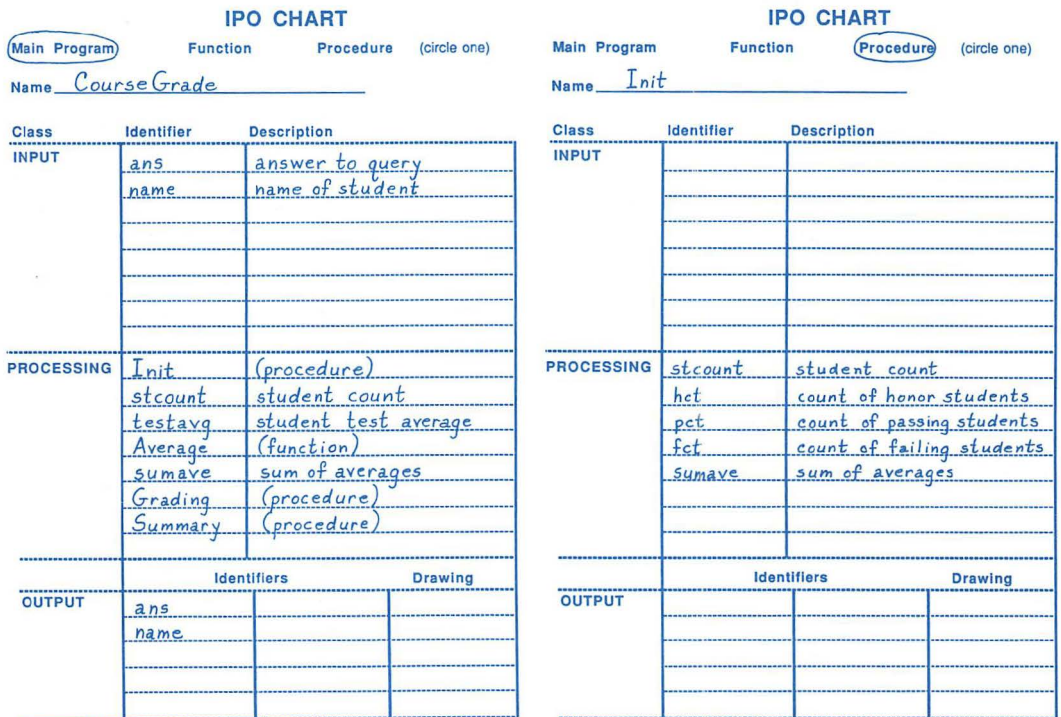 IPO CHART
Main Program Function Procedure (circle one)
Name CourseGrade
Class Identifier Description
INPUT
ans answer to query
name name of student
PROCESSING Init (procedure)
stcount student count
testavg student test average
Average (function)
sumave sum of averages
Grading (procedure)
Summary (procedure)
Identifiers Drawing
OUTPUT
ans
name
IPO CHART
Main Program Function Procedure (circle one)
Name Init
Class Identifier Description
INPUT
PROCESSING stcount student count
hct count of honor students
pct count of passing students
fct count of failing students
sumave sum of averages
Identifiers Drawing
OUTPUT